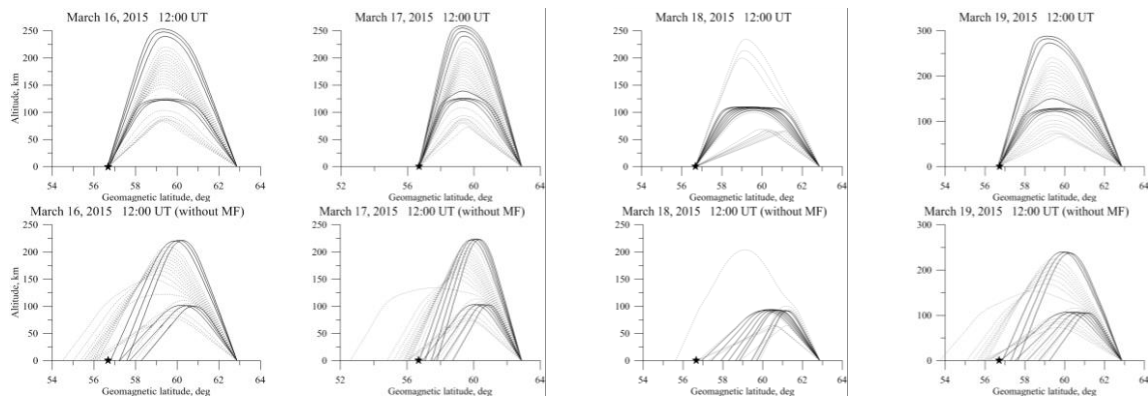 March 16, 2015 12:00 UT
March 17, 2015 12:00 UT
March 18, 2015 12:00 UT
March 19, 2015 12:00 UT
Altitude, km
250
200
150
100
50
0
54 56 58 60 62 64
Geomagnetic latitude, deg
250
200
150
100
50
0
52 54 56 58 60 62 64
Geomagnetic latitude, deg
250
200
150
100
50
0
54 56 58 60 62 64
Geomagnetic latitude, deg
300
250
200
150
100
50
0
54 56 58 60 62 64
Geomagnetic latitude, deg
March 16, 2015 12:00 UT (without MF)
March 17, 2015 12:00 UT (without MF)
March 18, 2015 12:00 UT (without MF)
March 19, 2015 12:00 UT (without MF)
Altitude, km
250
200
150
100
50
0
54 56 58 60 62 64
Geomagnetic latitude, deg
250
200
150
100
50
0
52 54 56 58 60 62 64
Geomagnetic latitude, deg
250
200
150
100
50
0
54 56 58 60 62 64
Geomagnetic latitude, deg
300
200
100
0
54 56 58 60 62 64
Geomagnetic latitude, deg